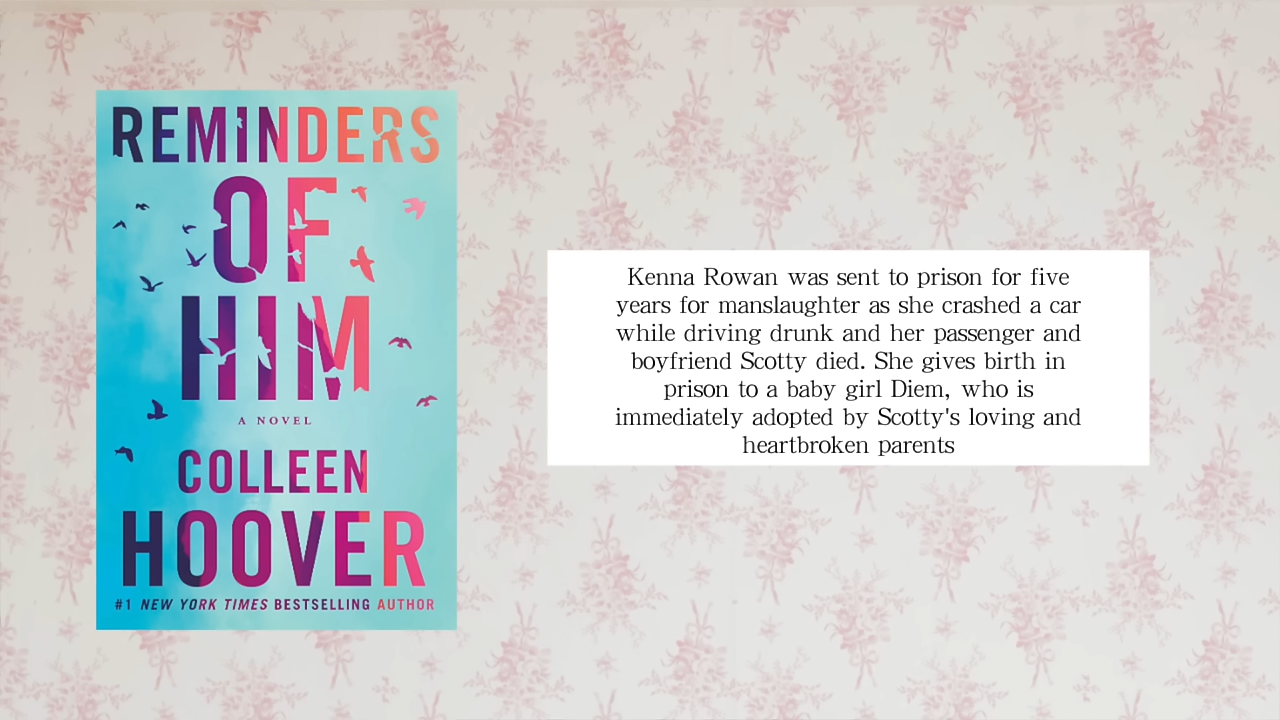 REMINDERS
OF
HIM
A NOVEL
COLLEEN
HOOVER
#1 NEW YORK TIMES BESTSELLING AUTHOR
Kenna Rowan was sent to prison for five
years for manslaughter as she crashed a car
while driving drunk and her passenger and
boyfriend Scotty died. She gives birth in
prison to a baby girl Diem, who is
immediately adopted by Scotty's loving and
heartbroken parents